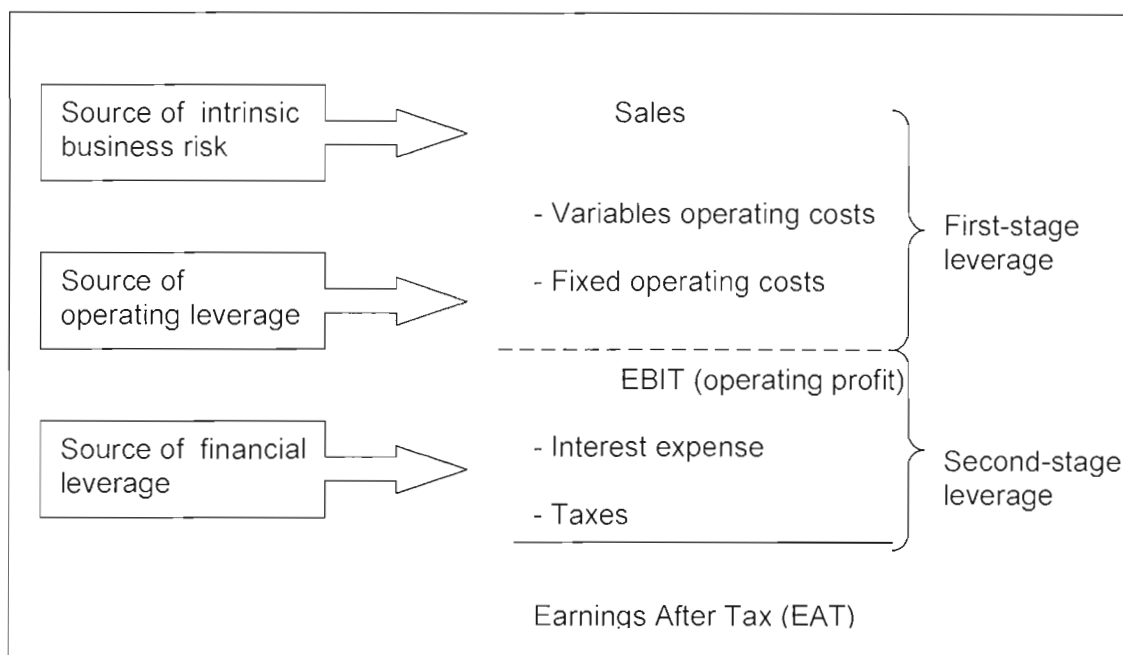 Source of intrinsic
business risk
Sales
- Variables operating costs
First-stage
leverage
Source of
operating leverage
- Fixed operating costs
EBIT (operating profit)
Source of financial
leverage
- Interest expense
Second-stage
leverage
- Taxes
Earnings After Tax (EAT)